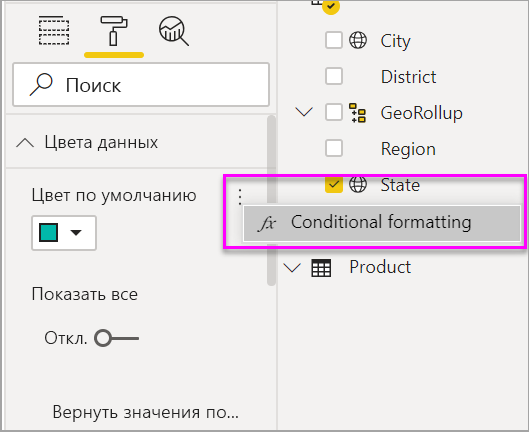 Поиск
Цвета данных
Цвет по умолчанию
Показать все
Откл.
Вернуть значения по...
City
District
GeoRollup
Region
State
fx Conditional formatting
Product